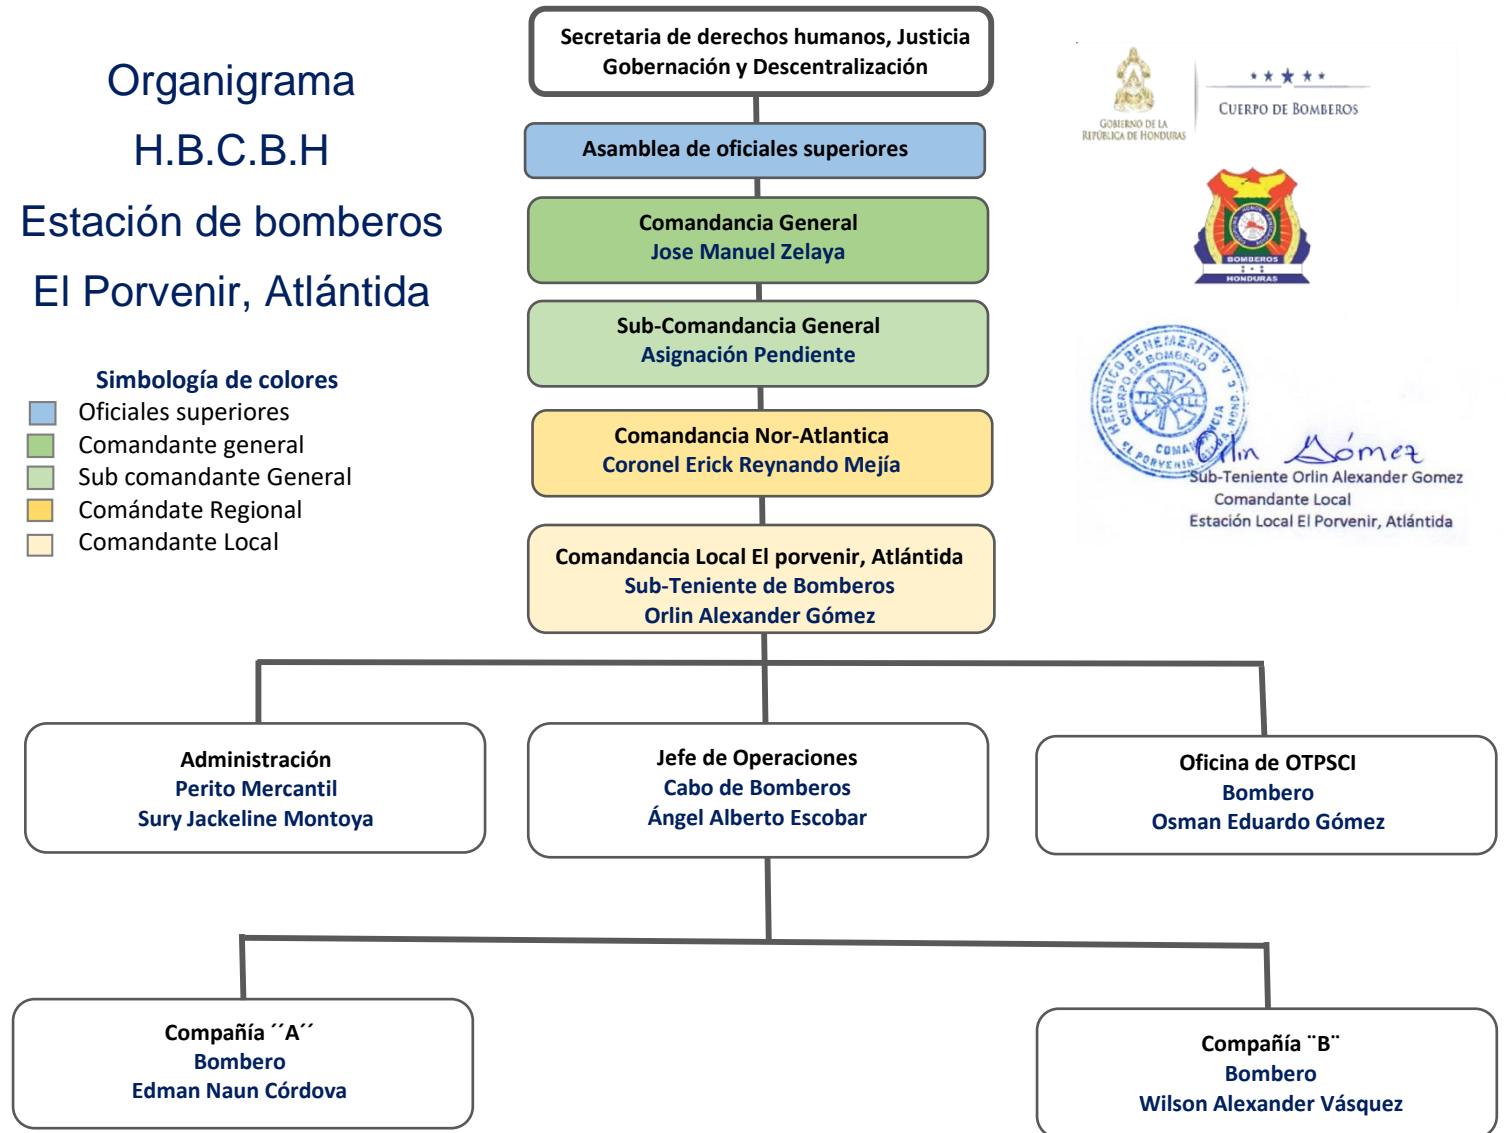 Organigrama
H.B.C.B.H
Estación de bomberos
El Porvenir, Atlántida
Simbología de colores
Oficiales superiores
Comandante general
Sub comandante General
Comándate Regional
Comandante Local
Secretaria de derechos humanos, Justicia
Gobernación y Descentralización
Asamblea de oficiales superiores
Comandancia General
Jose Manuel Zelaya
Sub-Comandancia General
Asignación Pendiente
Comandancia Nor-Atlantica
Coronel Erick Reynando Mejía
Comandancia Local El porvenir, Atlántida
Sub-Teniente de Bomberos
Orlin Alexander Gómez
GOBIERNO DE LA
REPÚBLICA DE HONDURAS
CUERPO DE BOMBEROS
BOMBEROS
HONDURAS
CUERPO DE BOMBERO
EL PORVENIR
Orlin Gómez
Sub-Teniente Orlin Alexander Gomez
Comandante Local
Estación Local El Porvenir, Atlántida
Administración
Perito Mercantil
Sury Jackeline Montoya
Jefe de Operaciones
Cabo de Bomberos
Ángel Alberto Escobar
Oficina de OTPSCI
Bombero
Osman Eduardo Gómez
Compañía ´´A´´
Bombero
Edman Naun Córdova
Compañía ¨B¨
Bombero
Wilson Alexander Vásquez